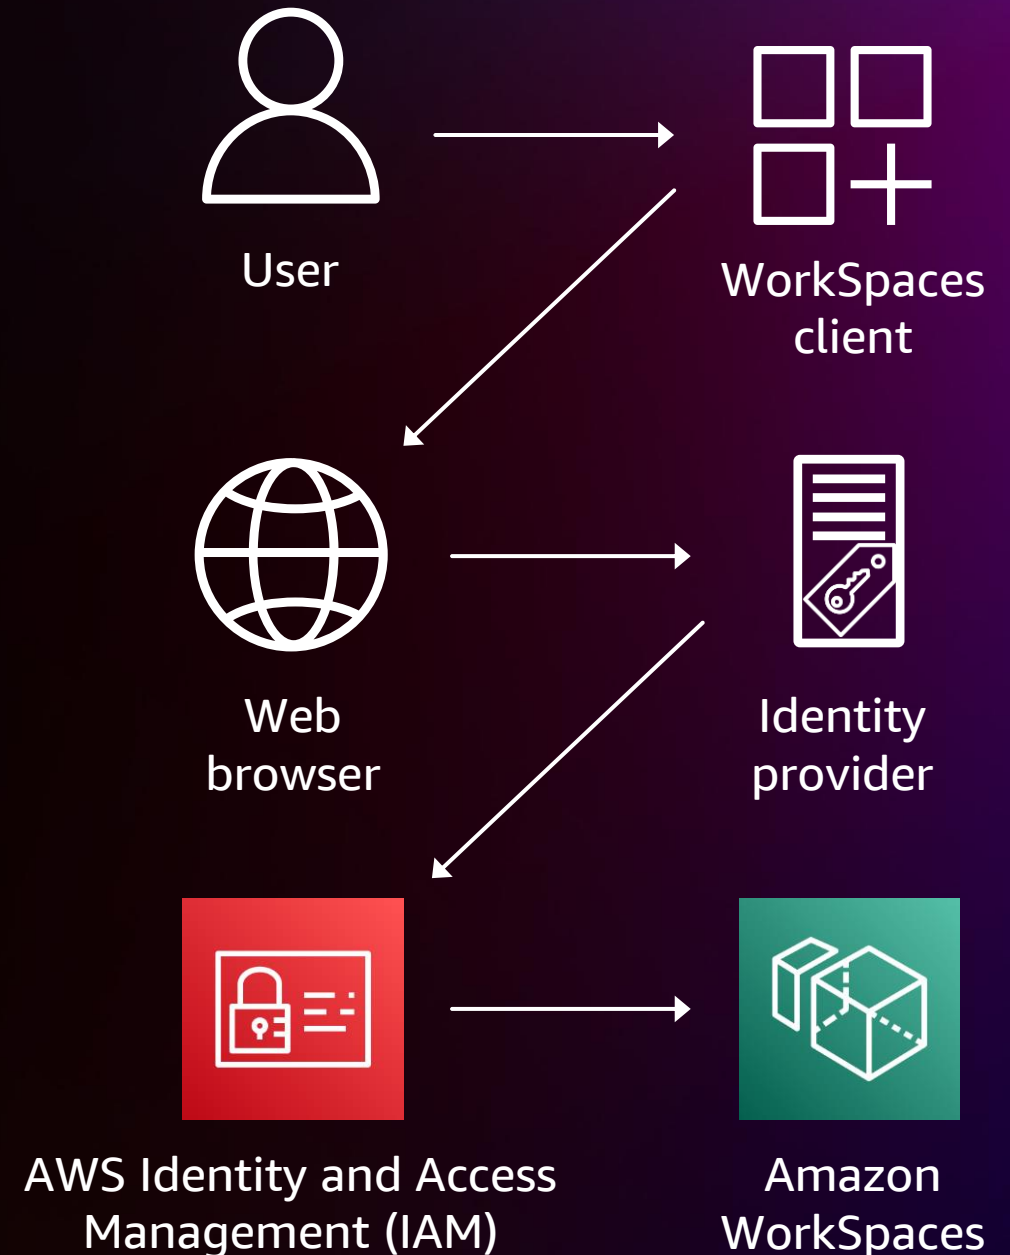 User
WorkSpaces
client
Web
browser
Identity
provider
AWS Identity and Access
Management (IAM)
Amazon
WorkSpaces